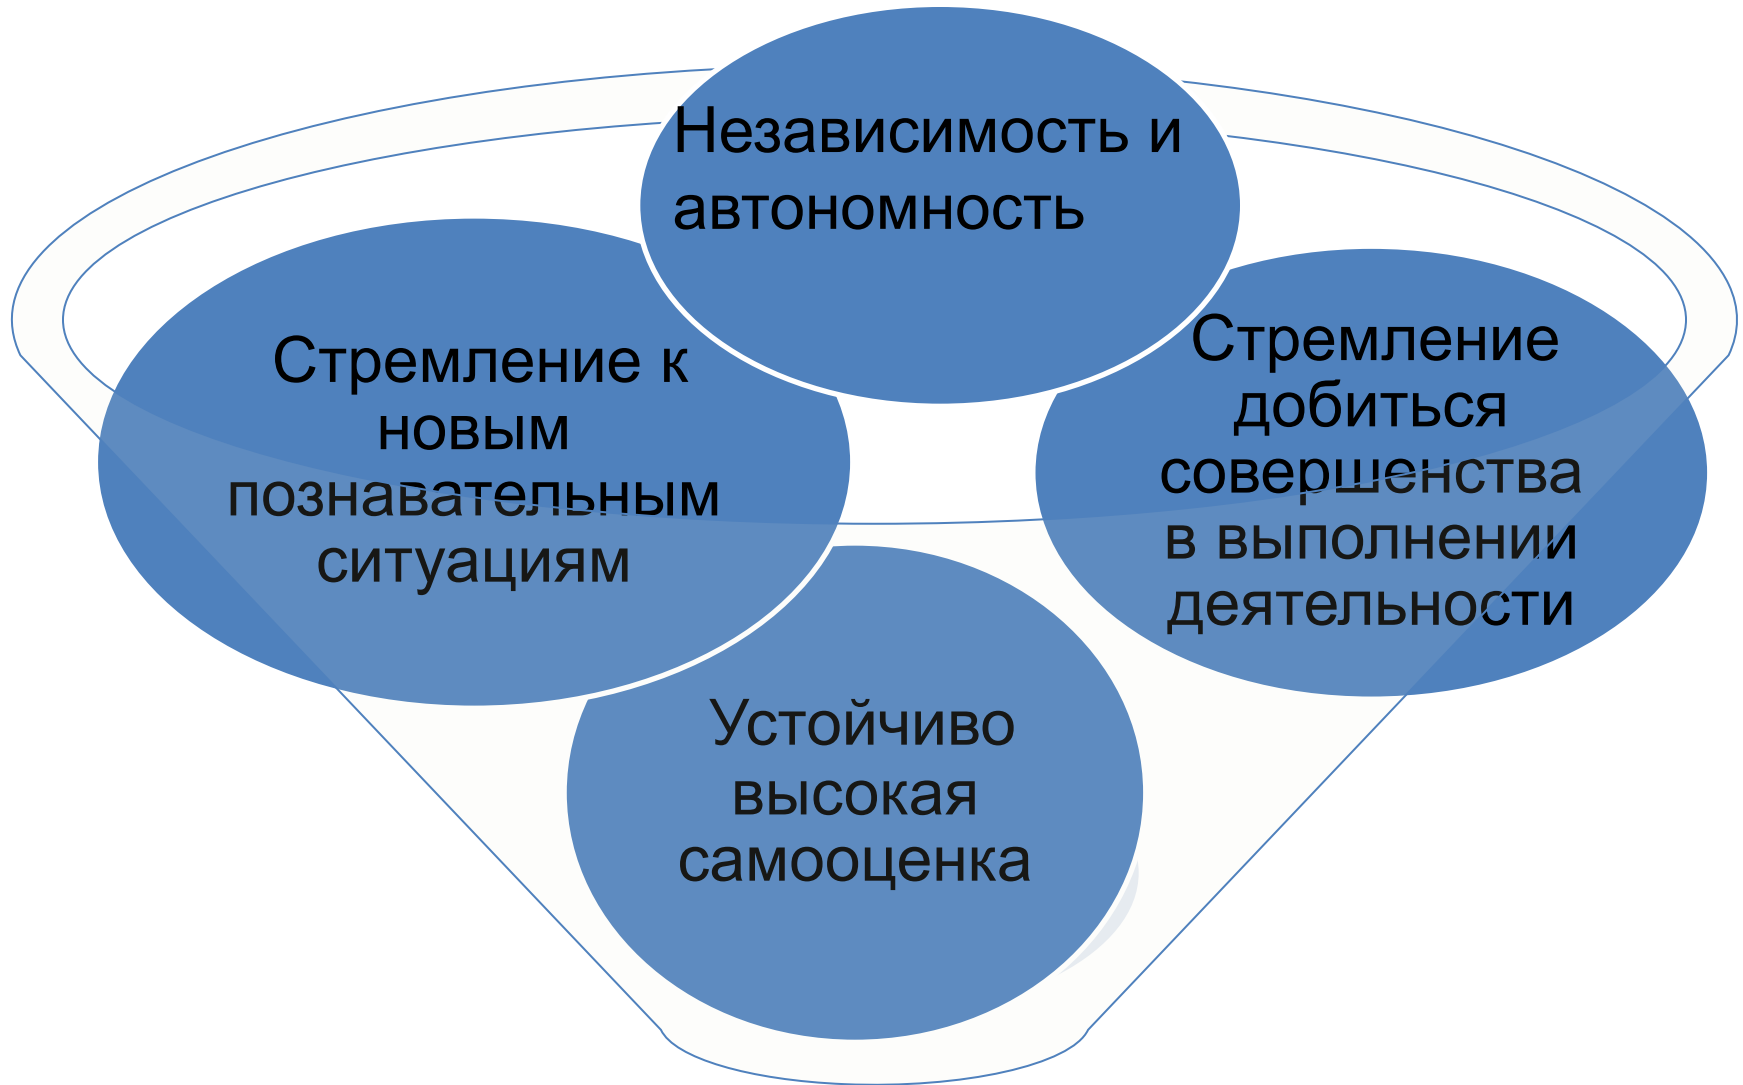 Независимость и
автономность
Стремление к
новым
познавательным
ситуациям
Стремление
добиться
совершенства
в выполнении
деятельности
Устойчиво
высокая
самооценка